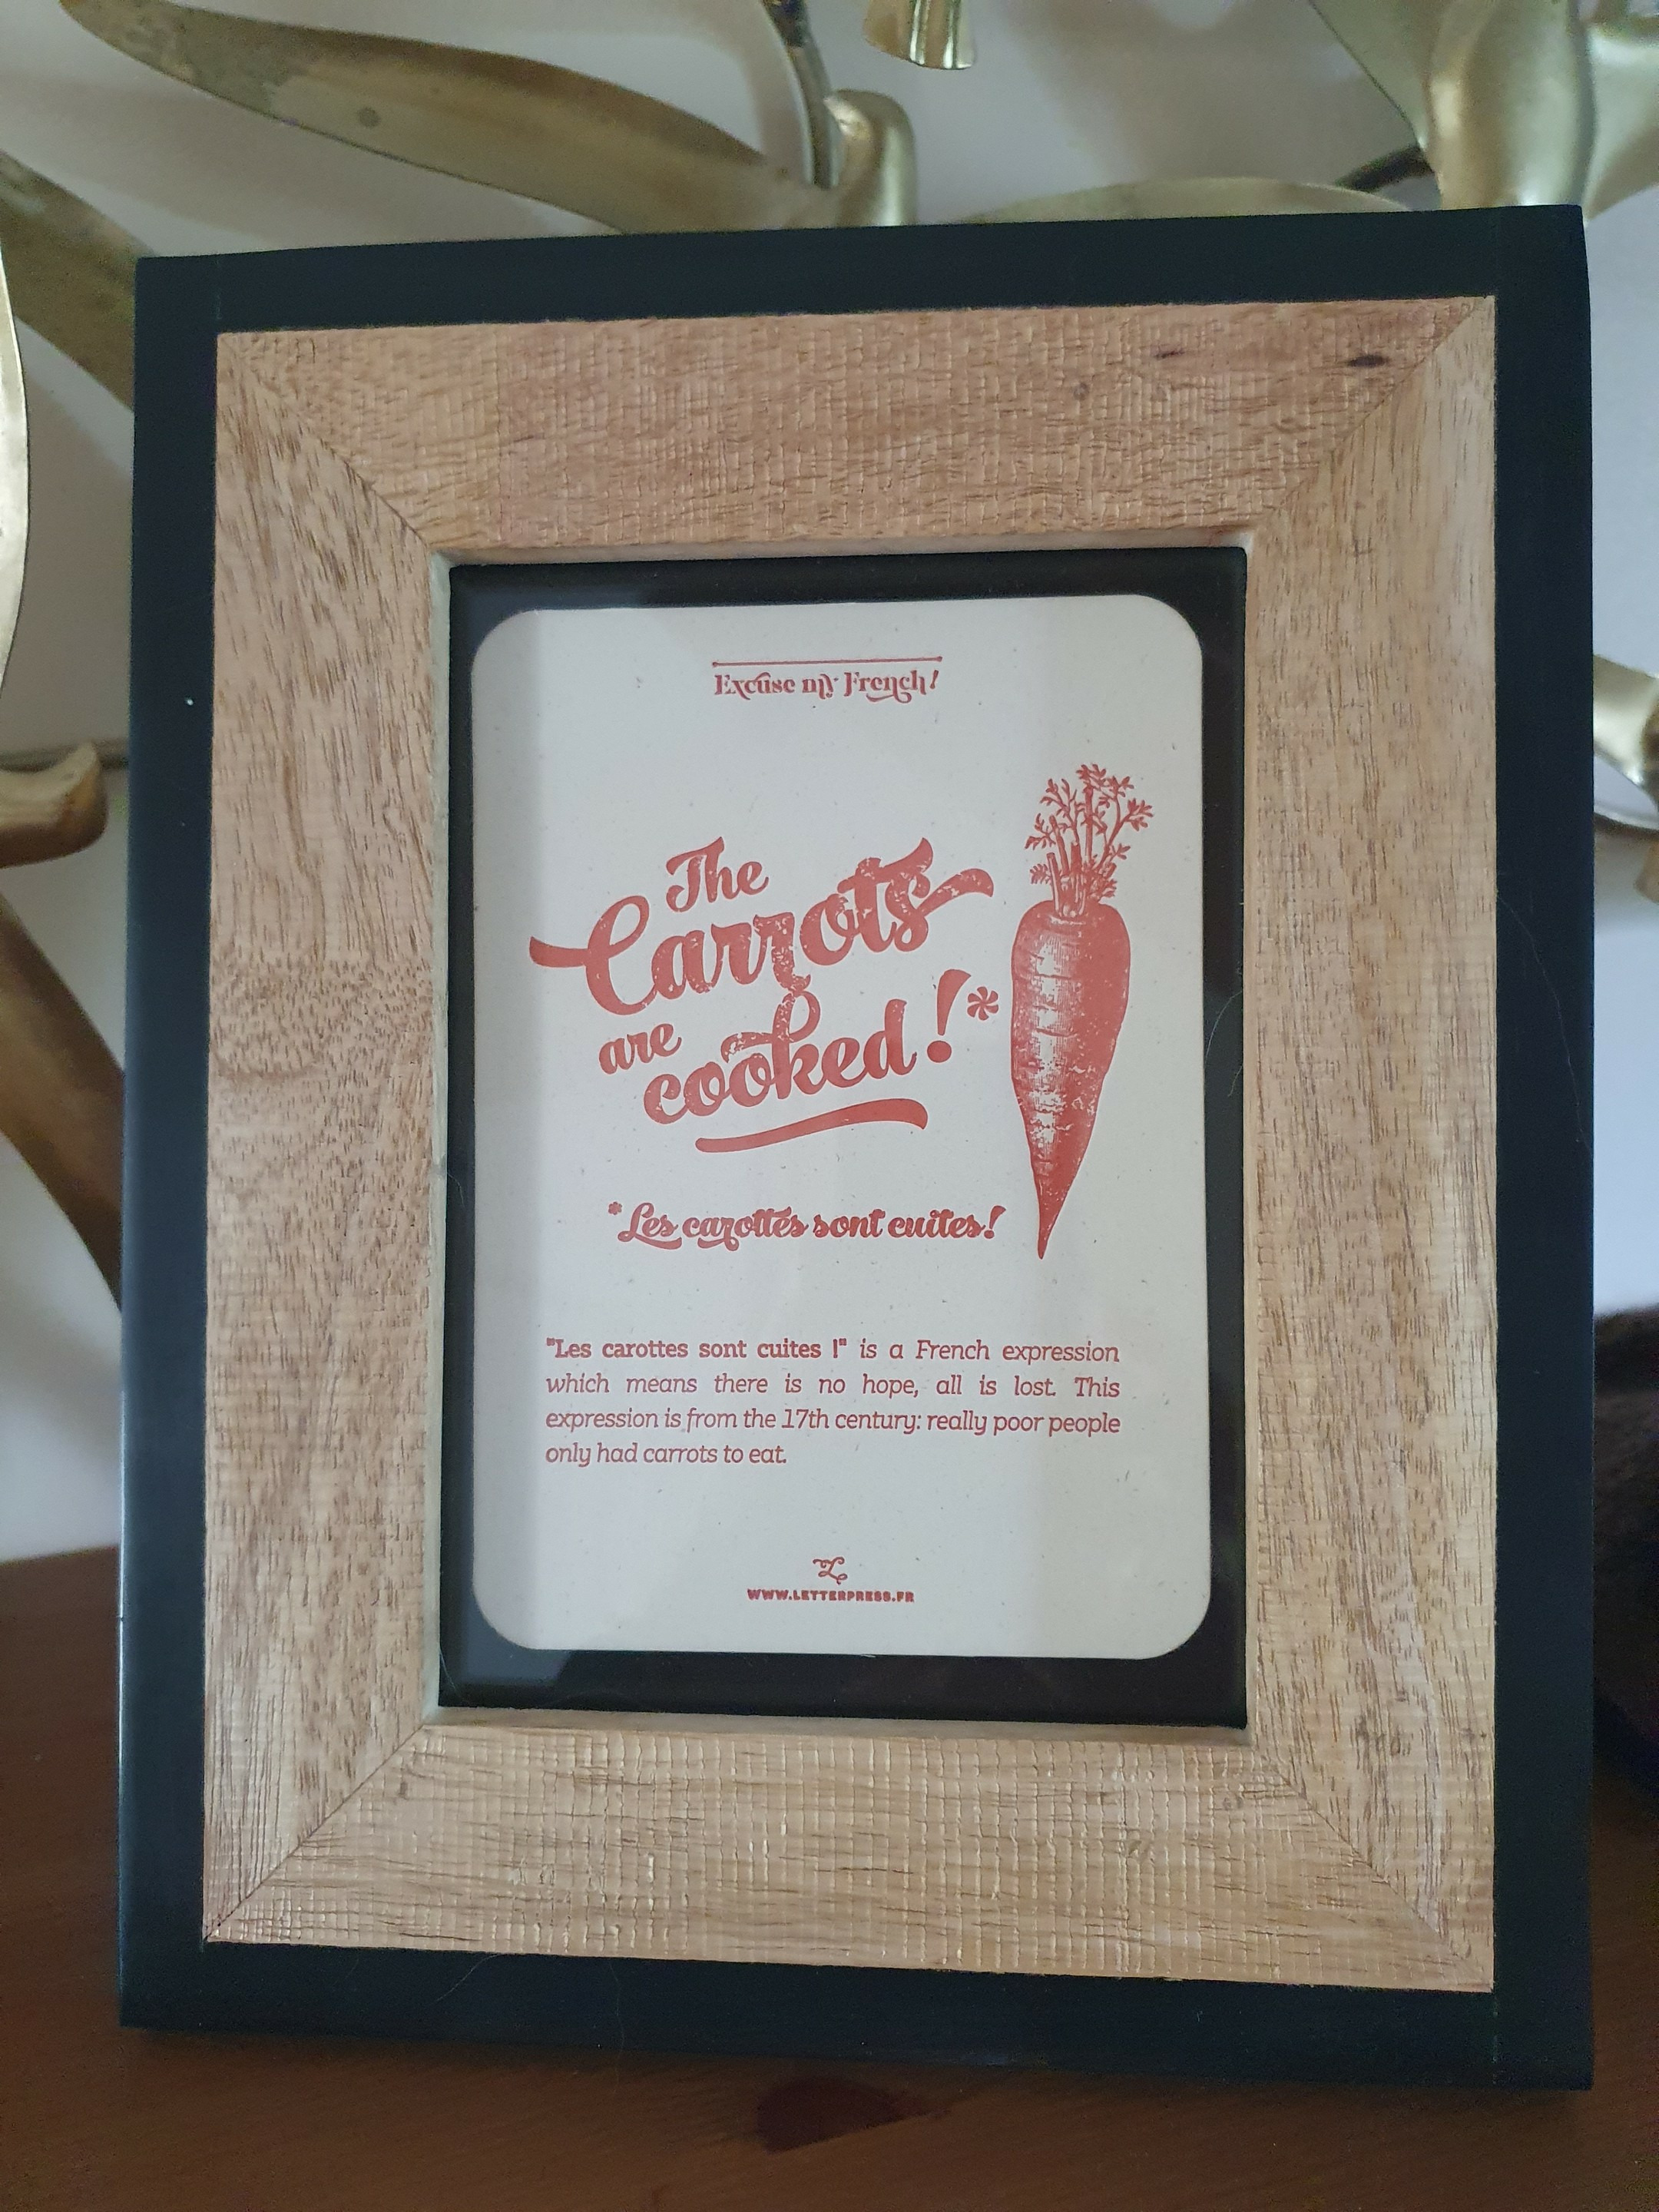 Excuse my French!
The
Carrots
are
cooked!*
*Les carottes sont cuites!
"Les carottes sont cuites !" is a French expression
which means there is no hope, all is lost. This
expression is from the 17th century: really poor people
only had carrots to eat.
L
WWW.LETTERPRESS.FR